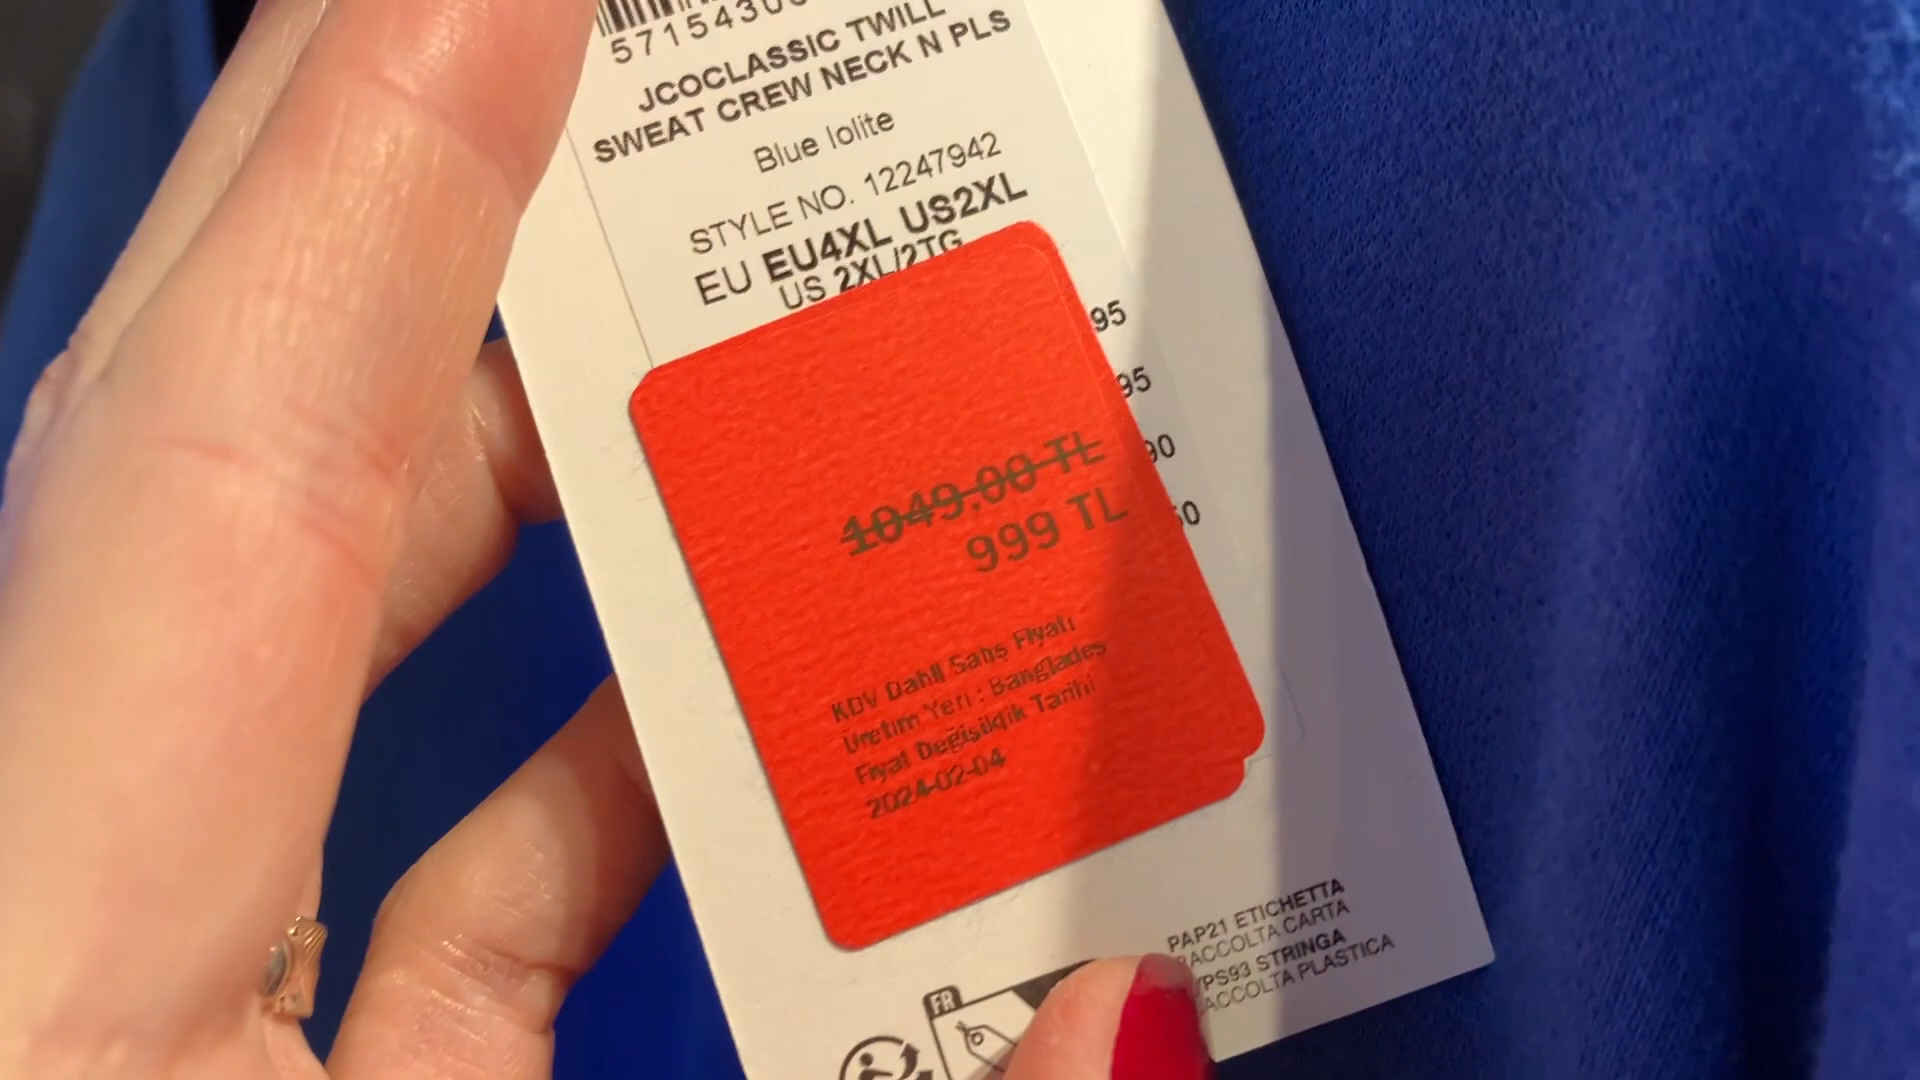 JCOCLASSIC TWILL
SWEAT CREW NECK N PLS
Blue Iolite
STYLE NO. 12247942
EU EU4XL US2XL
US 2XL/2TG
95
95
90
50
1049,00 TL
999 TL
KDV Dahil Satış Fiyatı
Üretim Yeri : Bangladeş
Fiyat Değişiklik Tarihi
2024-02-04
PAP21 ETICHETTA
RACCOLTA CARTA
PS93 STRINGA
RACCOLTA PLASTICA
FR